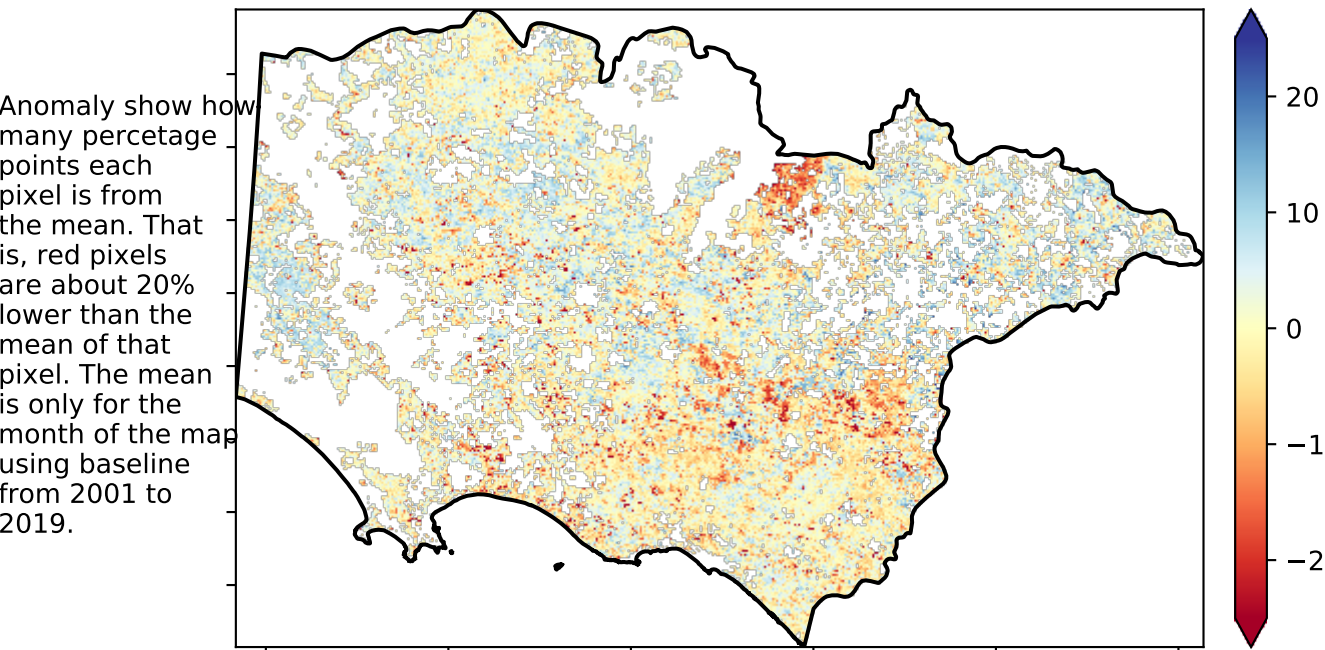 Anomaly show how
many percetage
points each
pixel is from
the mean. That
is, red pixels
are about 20%
lower than the
mean of that
pixel. The mean
is only for the
month of the map
using baseline
from 2001 to
2019.
20
10
0
−1
−2